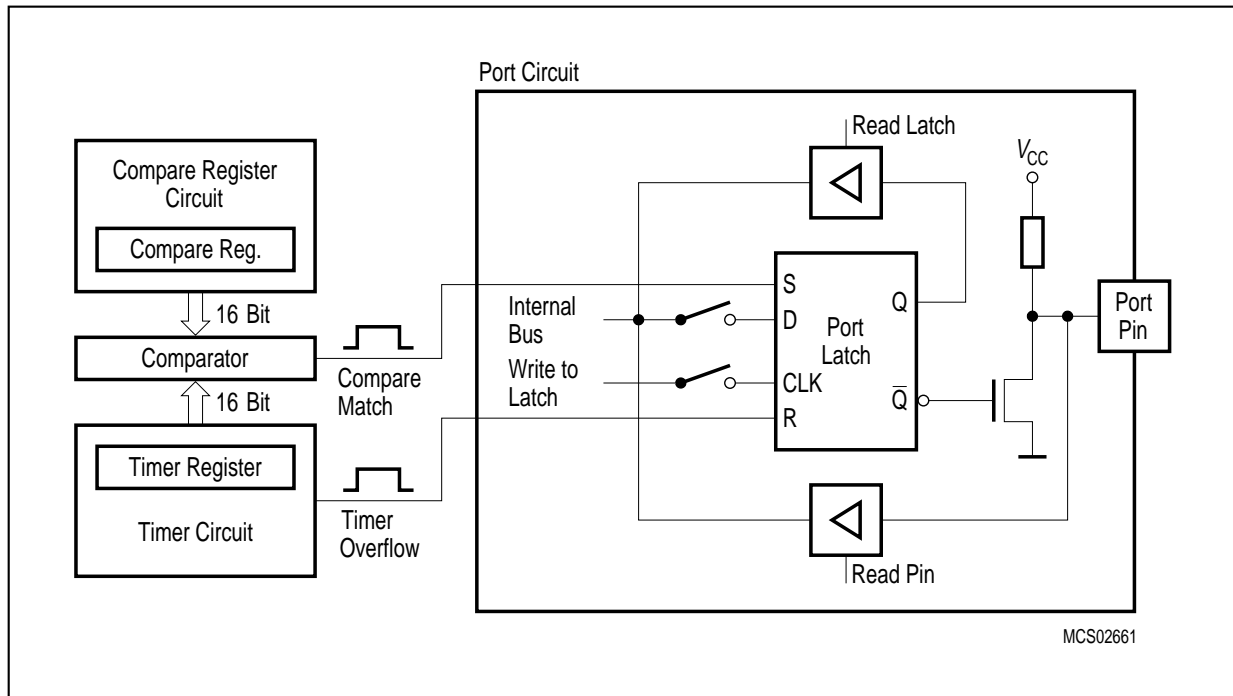 Port Circuit
Compare Register
Circuit
Compare Reg.
16 Bit
Comparator
16 Bit
Timer Register
Timer Circuit
Compare
Match
Timer
Overflow
Read Latch
Internal
Bus
Write to
Latch
S
D
CLK
R
Q
Port
Latch
Q̅
VCC
Port
Pin
Read Pin
MCS02661